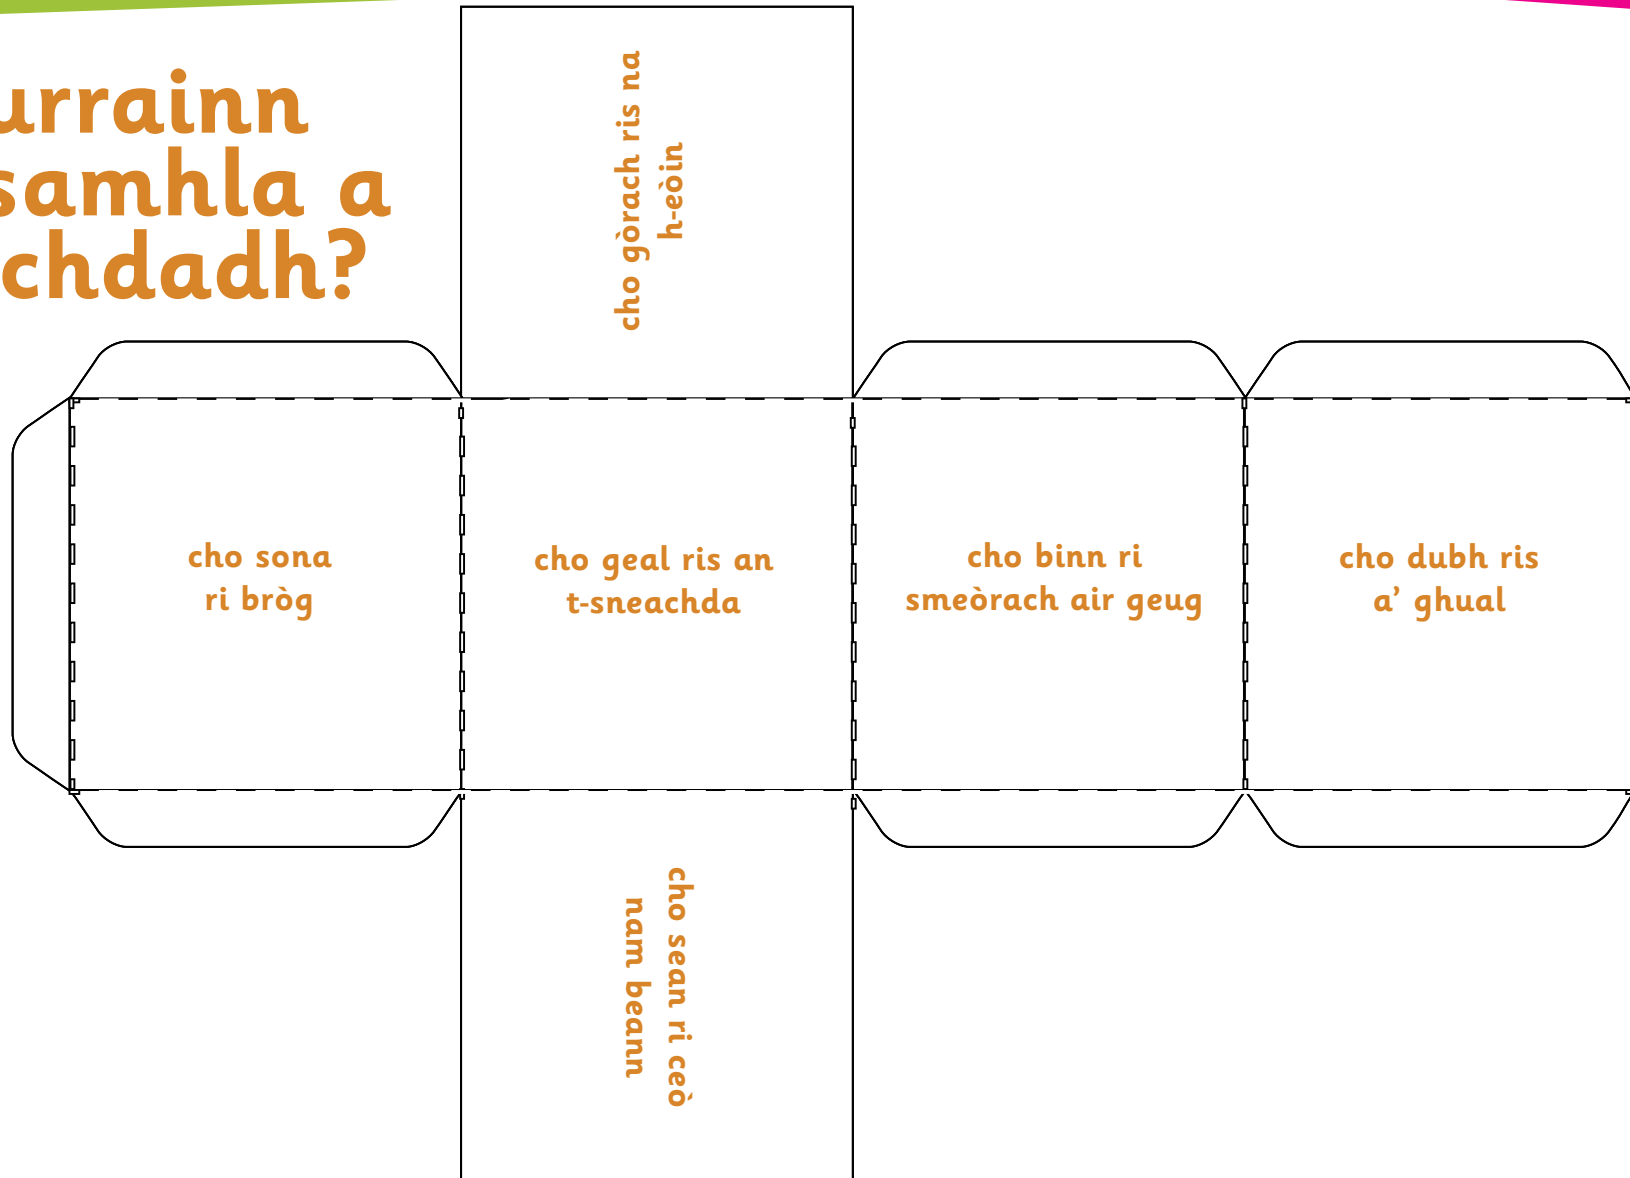 urrainn
samhla a
chdadh?
cho gòrach ris na
h-eòin
cho sona
ri bròg
cho geal ris an
t-sneachda
cho binn ri
smeòrach air geug
cho dubh ris
a’ ghual
cho sean ri ceò
nam beann